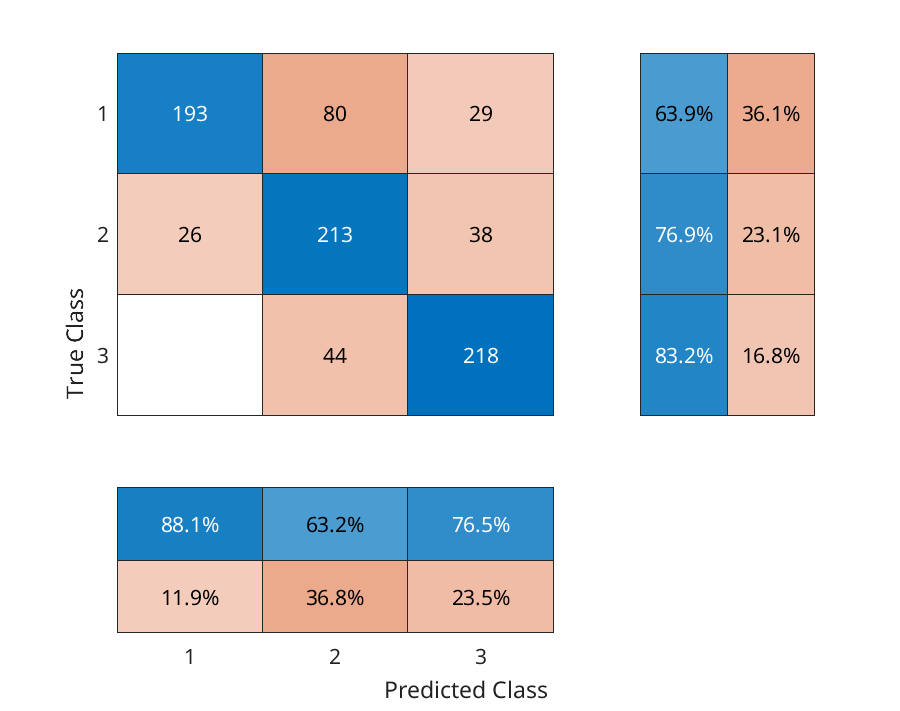 1 193 80 29 63.9% 36.1%
2 26 213 38 76.9% 23.1%
True Class
3 44 218 83.2% 16.8%
88.1% 63.2% 76.5%
11.9% 36.8% 23.5%
1 2 3
Predicted Class